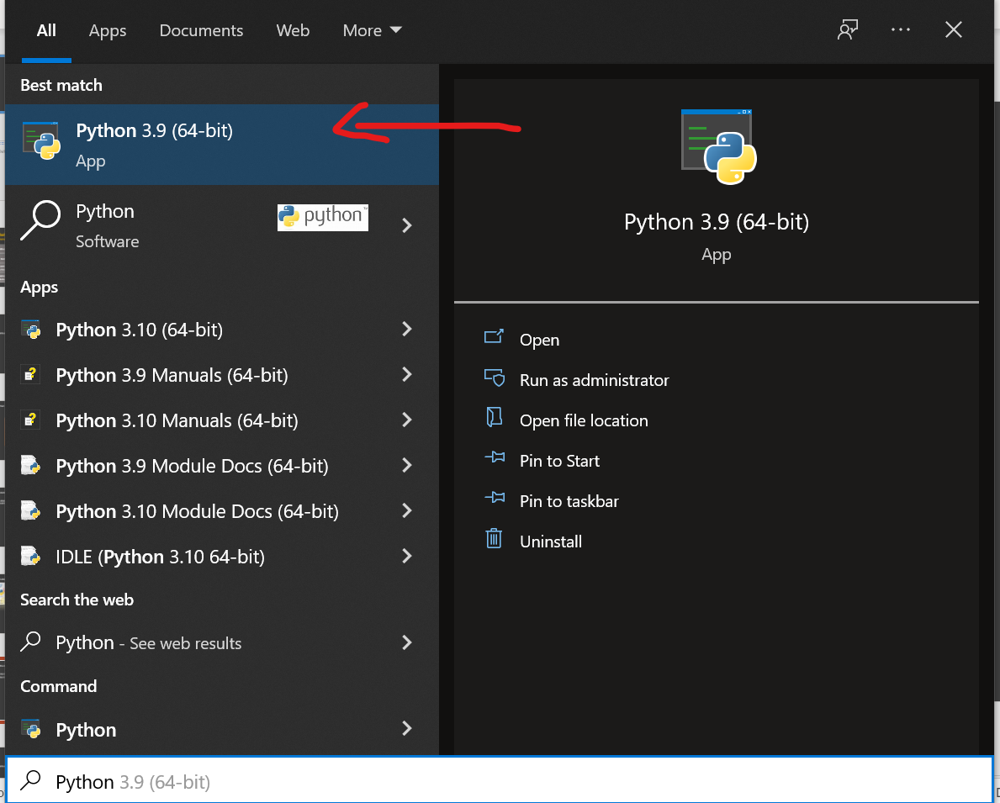 All Apps Documents Web More
Best match
Python 3.9 (64-bit)
App
Python
Software
python
Apps
Python 3.10 (64-bit)
Python 3.9 Manuals (64-bit)
Python 3.10 Manuals (64-bit)
Python 3.9 Module Docs (64-bit)
Python 3.10 Module Docs (64-bit)
IDLE (Python 3.10 64-bit)
Search the web
Python - See web results
Command
Python
Python 3.9 (64-bit)
Python 3.9 (64-bit)
App
Open
Run as administrator
Open file location
Pin to Start
Pin to taskbar
Uninstall